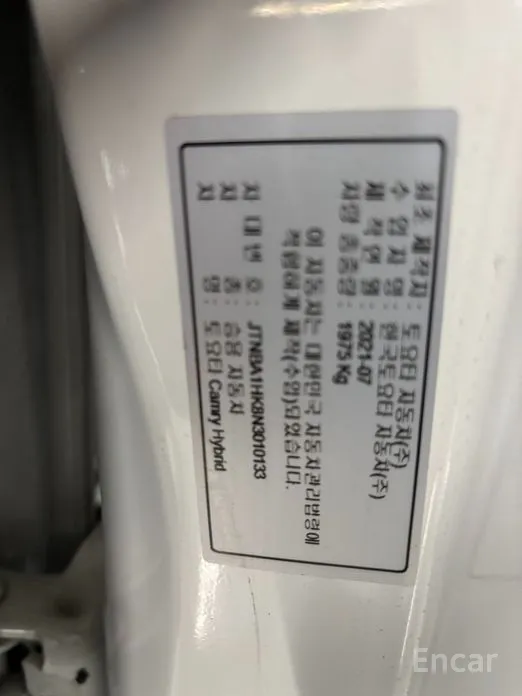 최초 제작자 : 토요타 자동차(주)
수 입 자 명 : 한국토요타 자동차(주)
제 작 연 월 : 2021-07
차량 총중량 : 1975 Kg
이 자동차는 대한민국 자동차관리법령에
적합하게 제작(수입)되었습니다.
차 대 번 호 : JTNBA1HK8N3010133
차 종 : 승용 자동차
차 명 : 토요타 Camry Hybrid
Encar